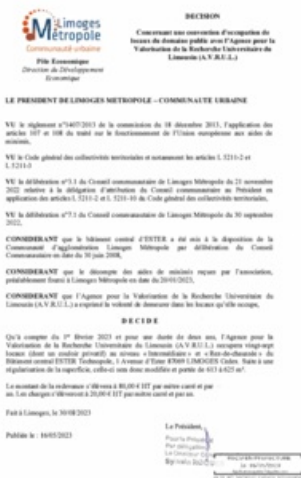 Limoges
Métropole
Communauté urbaine
Pôle Economique
Direction du Développement
Economique
DECISION
Concernant une convention d'occupation de
locaux du domaine public avec l'Agence pour la
Valorisation de la Recherche Universitaire du
Limousin (A.V.R.U.L.)
LE PRESIDENT DE LIMOGES METROPOLE – COMMUNAUTE URBAINE
VU le règlement n°1407/2013 de la commission du 18 décembre 2013, l'application des
articles 107 et 108 du traité sur le fonctionnement de l'Union européenne aux aides de
minimis,
VU le Code général des collectivités territoriales et notamment les articles L 5211-2 et
L 5211-1
VU la délibération n°3.1 du Conseil communautaire de Limoges Métropole du 21 novembre
2022 relative à la délégation d'attribution du Conseil communautaire au Président en
application des articles L 5211-2 et L 5211-10 du Code général des collectivités territoriales,
VU la délibération n°7.1 du Conseil communautaire de Limoges Métropole du 30 septembre
2022,
CONSIDERANT que le bâtiment central d'ESTER a été mis à la disposition de la
Communauté d'agglomération Limoges Métropole par délibération du Conseil
Communautaire en date du 30 juin 2008,
CONSIDERANT que le décompte des aides de minimis reçues par l'association,
préalablement fourni à Limoges Métropole en date du 20/01/2023,
CONSIDERANT que l'Agence pour la Valorisation de la Recherche Universitaire du
Limousin (A.V.R.U.L.) a exprimé la volonté de demeurer dans les locaux qu'elle occupe,
DECIDE
Qu'à compter du 1er février 2023 et pour une durée de deux ans, l'Agence pour la
Valorisation de la Recherche Universitaire du Limousin (A.V.R.U.L.) occupera vingt-sept
locaux (dont un couloir privatif) au niveau « Intermédiaire » et « Rez-de-chaussée » du
Bâtiment central ESTER Technopole, 1 Avenue d'Ester 87069 LIMOGES Cedex. Suite à une
régularisation de la superficie, celle-ci sera donc modifiée et portée de 613 à 625 m².
Le montant de la redevance s'élèvera à 80,00 € HT par mètre carré et par
an. Les charges s'élèveront à 20,00 € HT par mètre carré et par an.
Fait à Limoges, le
Publiée le :
Le Président,
Pour le Président
Par délégation